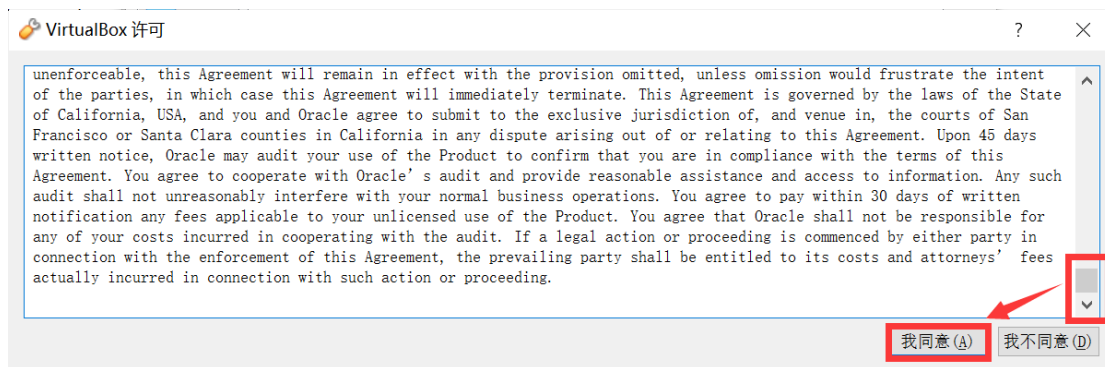 VirtualBox 许可
unenforceable, this Agreement will remain in effect with the provision omitted, unless omission would frustrate the intent
of the parties, in which case this Agreement will immediately terminate. This Agreement is governed by the laws of the State
of California, USA, and you and Oracle agree to submit to the exclusive jurisdiction of, and venue in, the courts of San
Francisco or Santa Clara counties in California in any dispute arising out of or relating to this Agreement. Upon 45 days
written notice, Oracle may audit your use of the Product to confirm that you are in compliance with the terms of this
Agreement. You agree to cooperate with Oracle’s audit and provide reasonable assistance and access to information. Any such
audit shall not unreasonably interfere with your normal business operations. You agree to pay within 30 days of written
notification any fees applicable to your unlicensed use of the Product. You agree that Oracle shall not be responsible for
any of your costs incurred in cooperating with the audit. If a legal action or proceeding is commenced by either party in
connection with the enforcement of this Agreement, the prevailing party shall be entitled to its costs and attorneys’ fees
actually incurred in connection with such action or proceeding.
我同意(A) 我不同意(D)